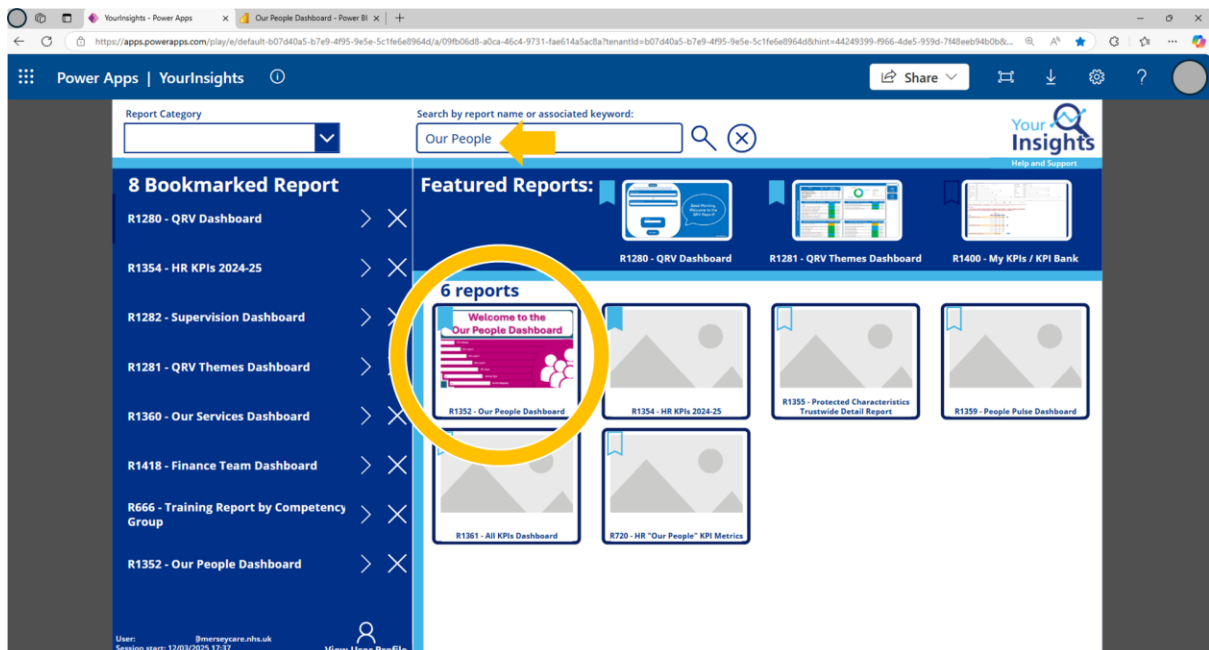 YourInsights - Power Apps
Our People Dashboard - Power BI
https://apps.powerapps.com/play/e/default-b07d40a5-b7e9-4f95-9e5e-5c1fe6e8964d/a/09fb06d8-a0ca-46c4-9731-fae614a5ac8a?tenantId=b07d40a5-b7e9-4f95-9e5e-5c1fe6e8964d&hint=44249399-f966-4de5-959d-7f48eeb94b0b&...
Power Apps | YourInsights
Share
Report Category
Search by report name or associated keyword:
Our People
Your
Insights
Help and Support
8 Bookmarked Report
R1280 - QRV Dashboard
R1354 - HR KPIs 2024-25
R1282 - Supervision Dashboard
R1281 - QRV Themes Dashboard
R1360 - Our Services Dashboard
R1418 - Finance Team Dashboard
R666 - Training Report by Competency
Group
R1352 - Our People Dashboard
User: @merseycare.nhs.uk
Session start: 12/03/2025 17:37
View User Profile
Featured Reports:
R1280 - QRV Dashboard
R1281 - QRV Themes Dashboard
R1400 - My KPIs / KPI Bank
6 reports
Welcome to the
Our People Dashboard
R1352 - Our People Dashboard
R1354 - HR KPIs 2024-25
R1355 - Protected Characteristics
Trustwide Detail Report
R1359 - People Pulse Dashboard
R1361 - All KPIs Dashboard
R720 - HR "Our People" KPI Metrics